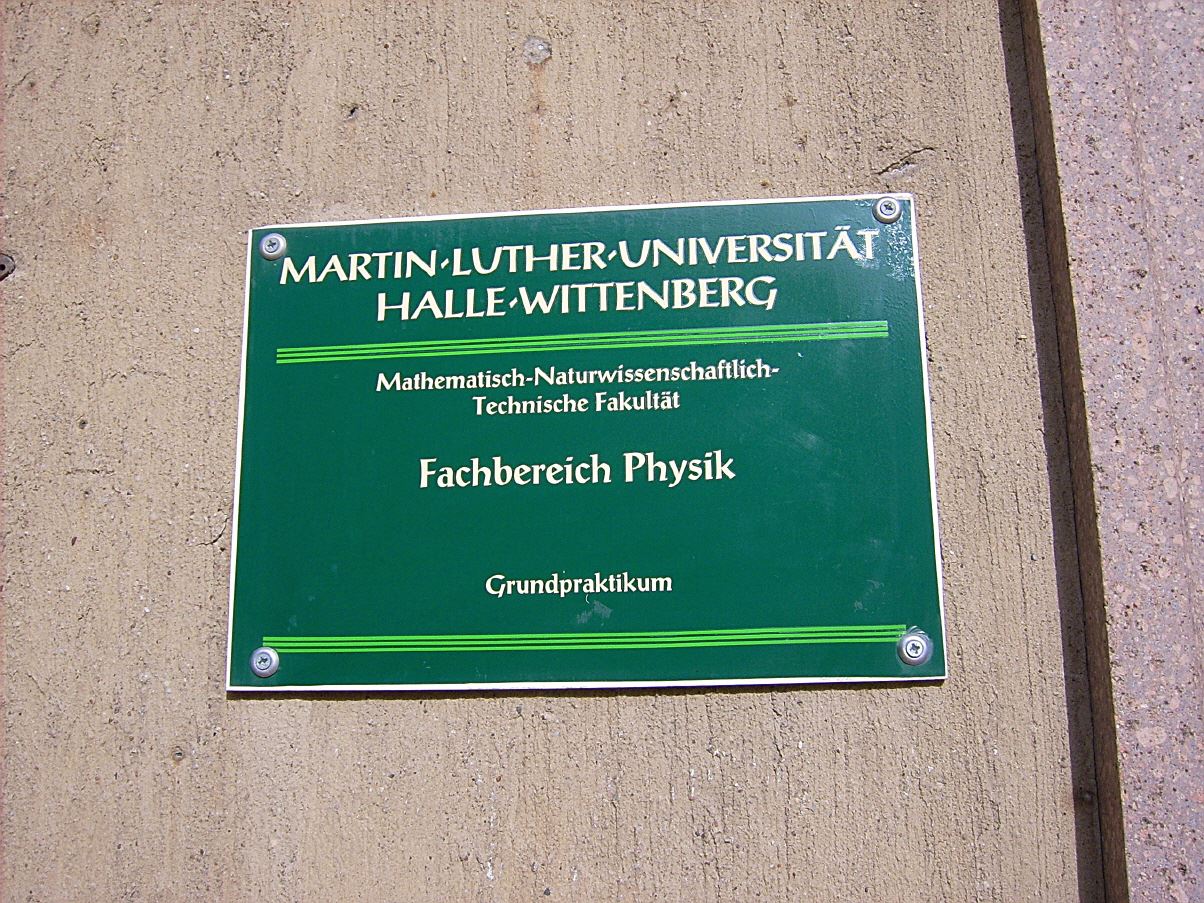 MARTIN-LUTHER-UNIVERSITÄT
HALLE-WITTENBERG
Mathematisch-Naturwissenschaftlich-
Technische Fakultät
Fachbereich Physik
Grundpraktikum